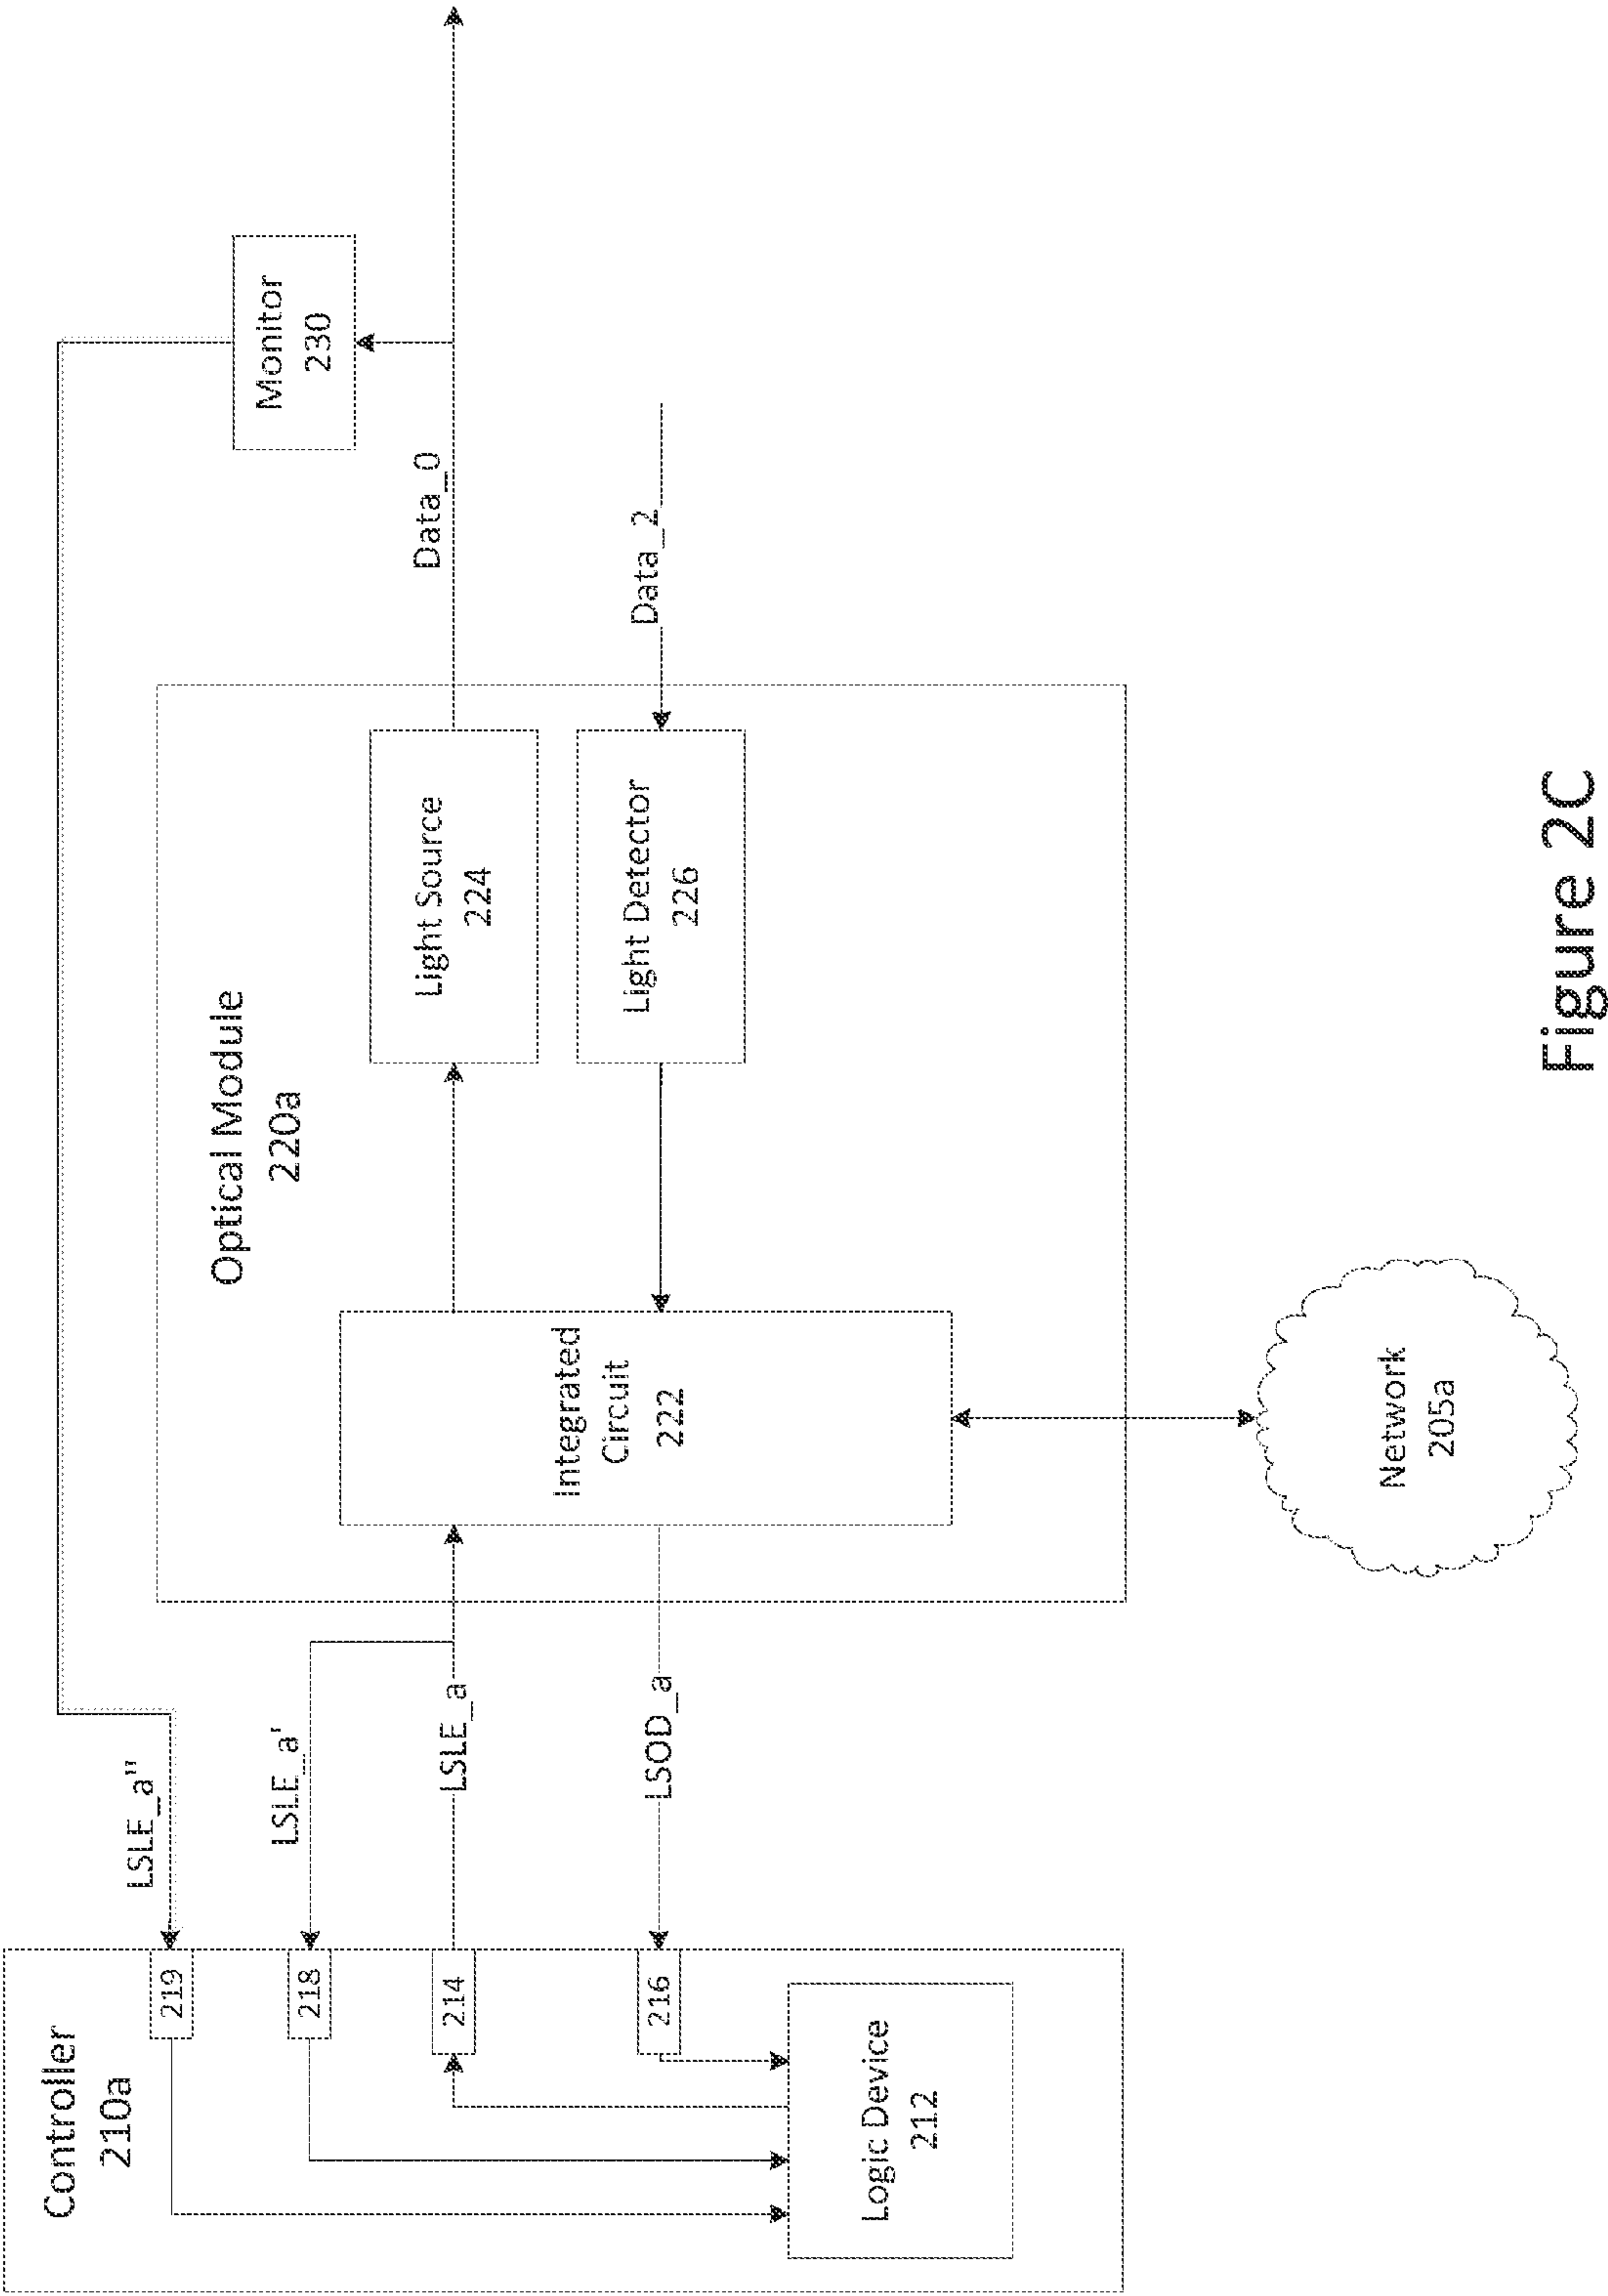 Controller
210a
219
218
214
216
Logic Device
212
LSLE_a"
LSLE_a'
LSLE_a
LSOD_a
Optical Module
220a
Integrated
Circuit
222
Light Source
224
Light Detector
226
Data_0
Data_2
Monitor
230
Network
205a
Figure 2C